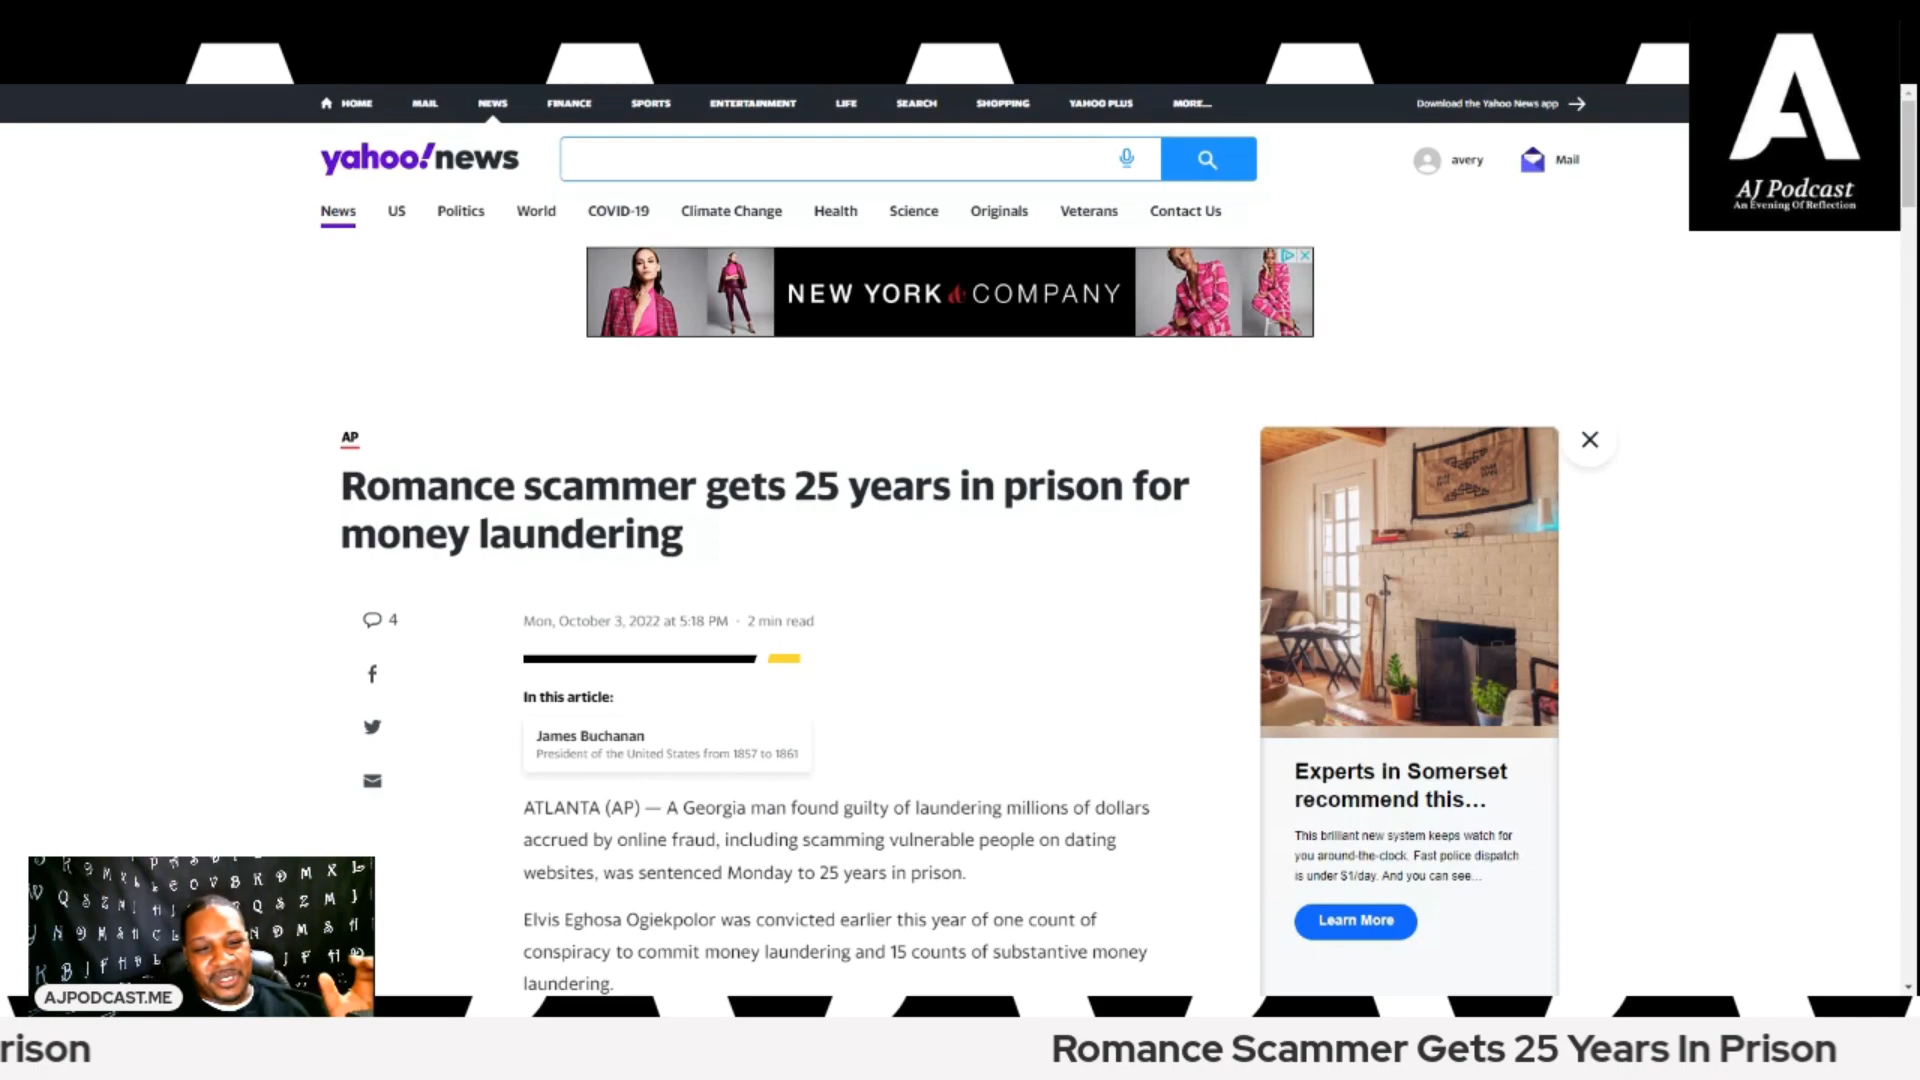 HOME MAIL NEWS FINANCE SPORTS ENTERTAINMENT LIFE SEARCH SHOPPING YAHOO PLUS MORE... Download the Yahoo News app
yahoo!news
avery Mail
A
AJ Podcast
An Evening Of Reflection
News US Politics World COVID-19 Climate Change Health Science Originals Veterans Contact Us
NEW YORK & COMPANY
AP
Romance scammer gets 25 years in prison for
money laundering
4
Mon, October 3, 2022 at 5:18 PM · 2 min read
In this article:
James Buchanan
President of the United States from 1857 to 1861
ATLANTA (AP) — A Georgia man found guilty of laundering millions of dollars
accrued by online fraud, including scamming vulnerable people on dating
websites, was sentenced Monday to 25 years in prison.
Elvis Eghosa Ogiekpolor was convicted earlier this year of one count of
conspiracy to commit money laundering and 15 counts of substantive money
laundering.
Experts in Somerset
recommend this...
This brilliant new system keeps watch for
you around-the-clock. Fast police dispatch
is under $1/day. And you can see...
Learn More
AJPODCAST.ME
rison
Romance Scammer Gets 25 Years In Prison